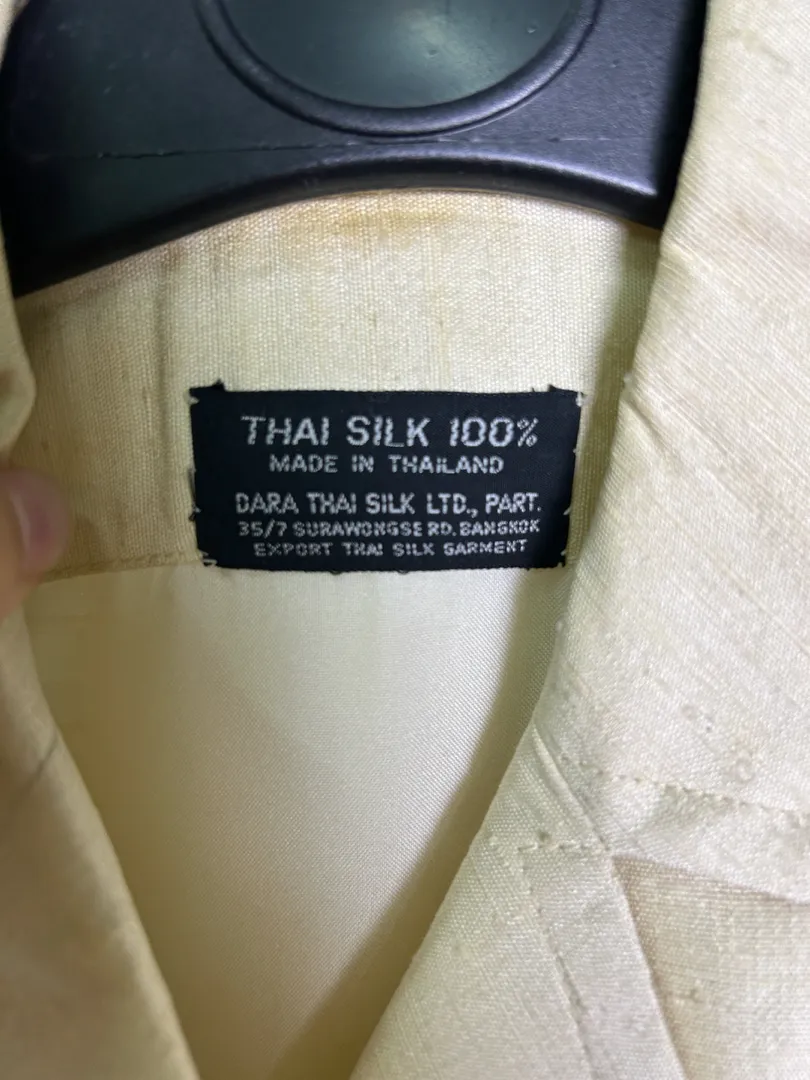 THAI SILK 100%
MADE IN THAILAND
DARA THAI SILK LTD., PART.
35/7 SURAWONGSE RD. BANGKOK
EXPORT THAI SILK GARMENT